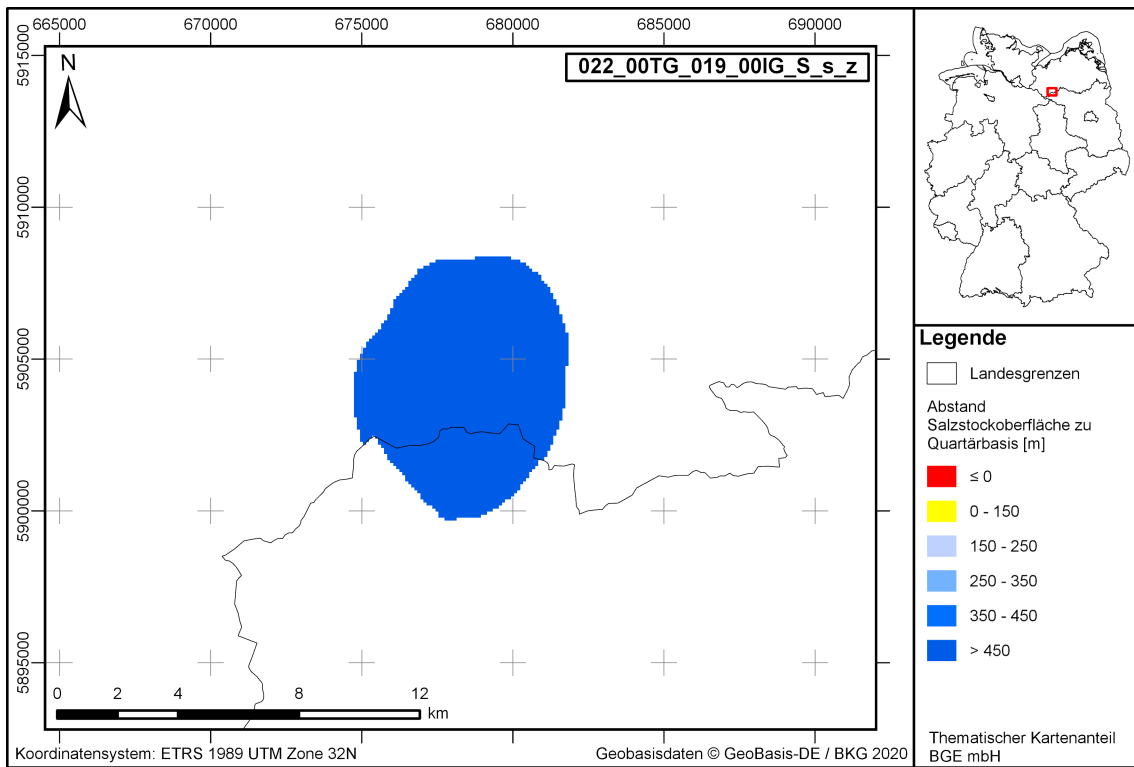 665000 670000 675000 680000 685000 690000
5915000
5910000
5905000
5900000
5895000
022_00TG_019_00IG_S_s_z
N
0 2 4 8 12
km
Koordinatensystem: ETRS 1989 UTM Zone 32N
Geobasisdaten © GeoBasis-DE / BKG 2020
Legende
Landesgrenzen
Abstand
Salzstockoberfläche zu
Quartärbasis [m]
≤ 0
0 - 150
150 - 250
250 - 350
350 - 450
> 450
Thematischer Kartenanteil
BGE mbH